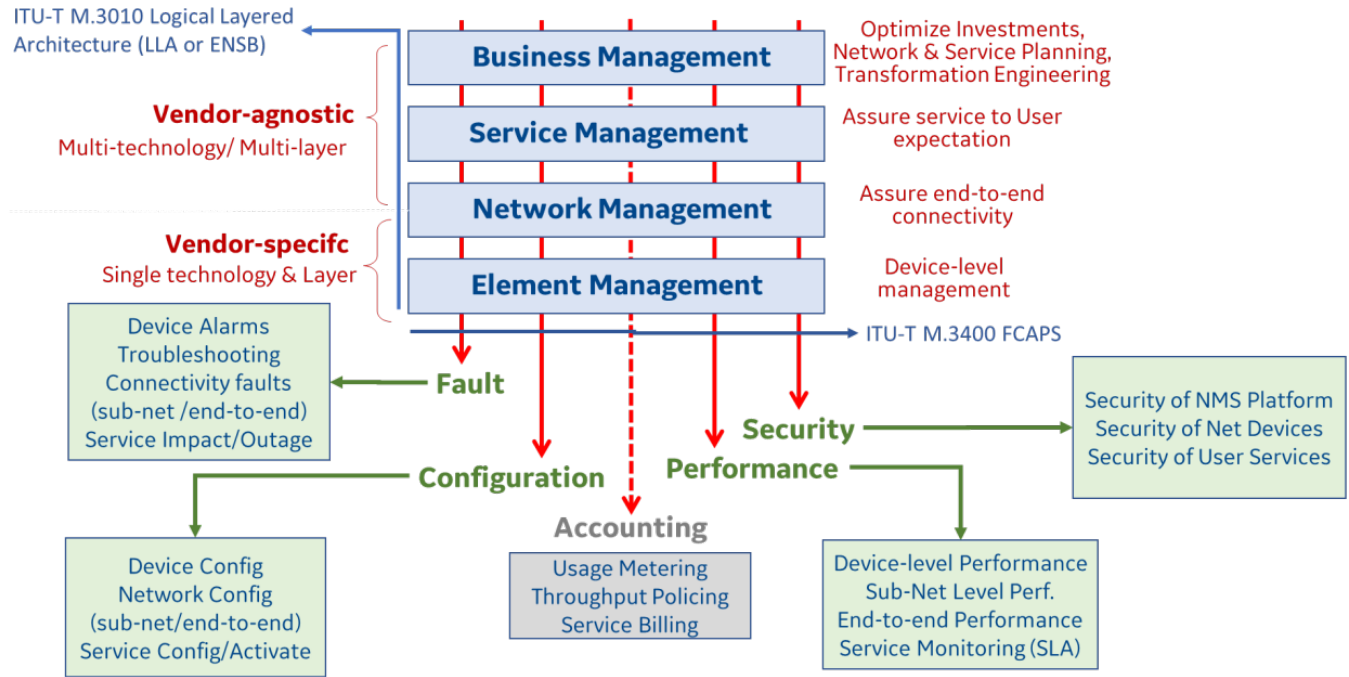 ITU-T M.3010 Logical Layered
Architecture (LLA or ENSB)
Business Management
Optimize Investments,
Network & Service Planning,
Transformation Engineering
Vendor-agnostic
Multi-technology/ Multi-layer
Service Management
Assure service to User
expectation
Network Management
Assure end-to-end
connectivity
Vendor-specifc
Single technology & Layer
Element Management
Device-level
management
ITU-T M.3400 FCAPS
Device Alarms
Troubleshooting
Connectivity faults
(sub-net /end-to-end)
Service Impact/Outage
Fault
Security
Security of NMS Platform
Security of Net Devices
Security of User Services
Configuration
Performance
Accounting
Device Config
Network Config
(sub-net/end-to-end)
Service Config/Activate
Usage Metering
Throughput Policing
Service Billing
Device-level Performance
Sub-Net Level Perf.
End-to-end Performance
Service Monitoring (SLA)